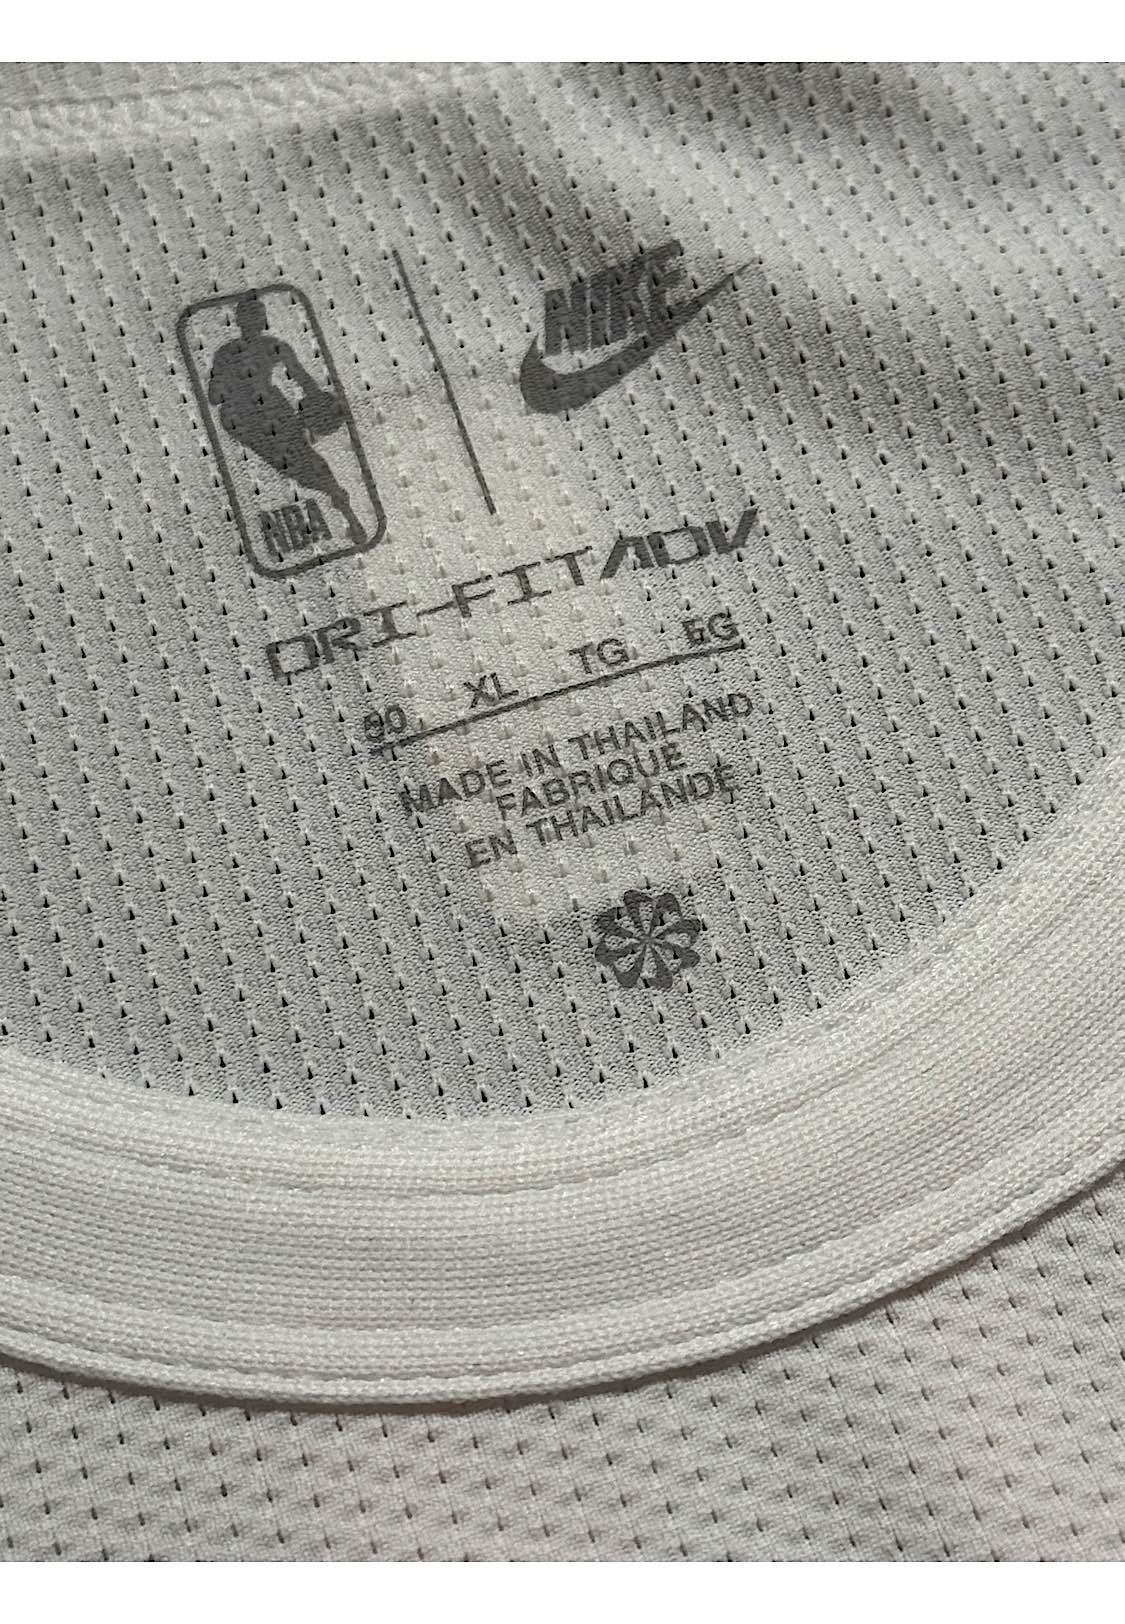 NBA
NIKE
DRI-FIT ADV
XL TG EG
MADE IN THAILAND
FABRIQUE
EN THAILANDE